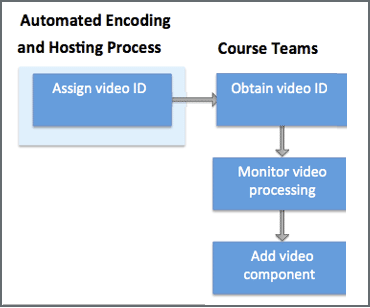 Automated Encoding
and Hosting Process
Course Teams
Assign video ID
Obtain video ID
Monitor video
processing
Add video
component